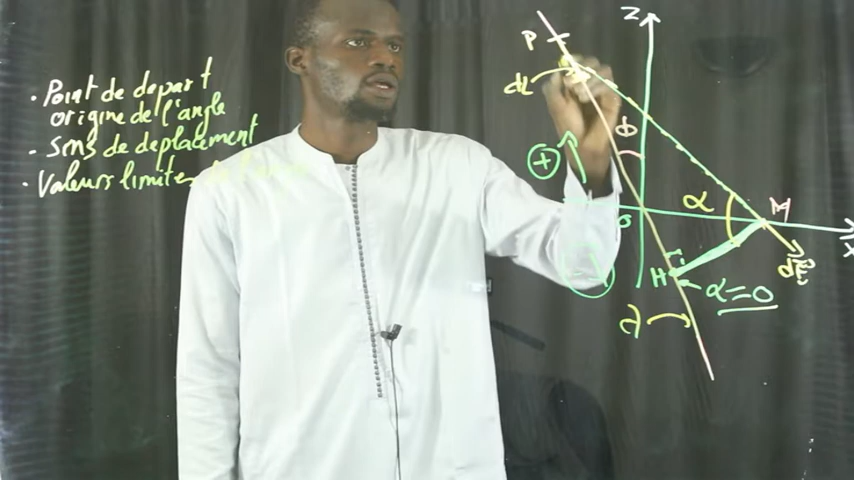 • Point de depart
origine de l'angle
• Sens de deplacement
• Valeurs limites
P
Z
dl
ϕ
+
α
M
O
X
dE
H
α=0
λ